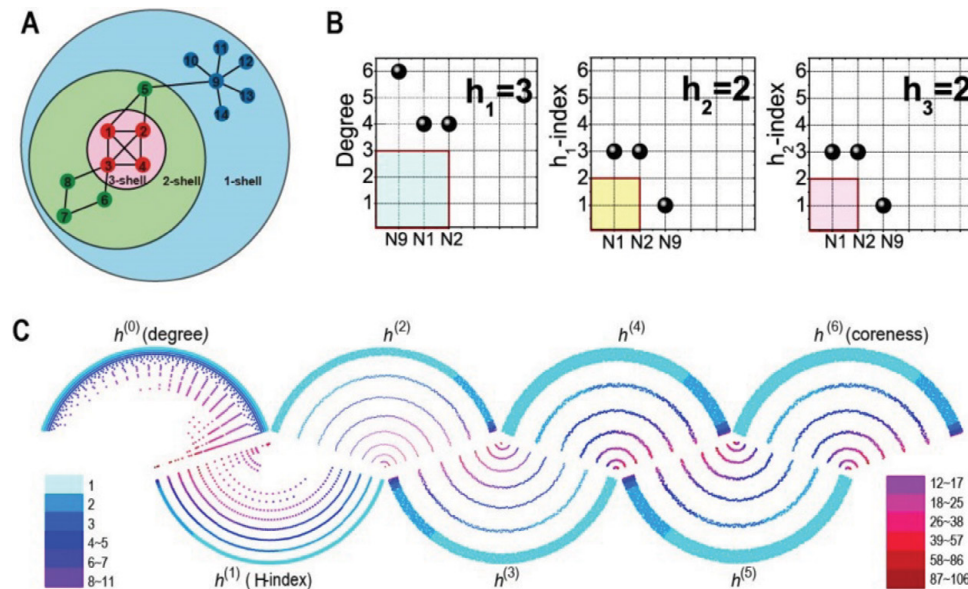 A
11
10
12
9
13
14
5
1
2
3
4
8
6
7
3-shell
2-shell
1-shell
B
Degree
6
5
4
3
2
1
h1=3
N9 N1 N2
h1-index
6
5
4
3
2
1
h2=2
N1 N2 N9
h2-index
6
5
4
3
2
1
h3=2
N1 N2 N9
C
h(0) (degree)
h(2)
h(4)
h(6) (coreness)
1
2
3
4~5
6~7
8~11
h(1) (H-index)
h(3)
h(5)
12~17
18~25
26~38
39~57
58~86
87~106